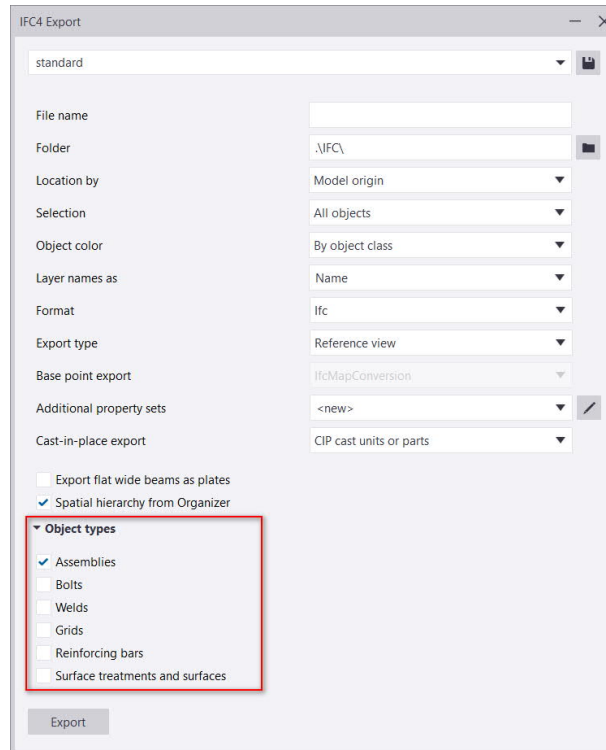 IFC4 Export
standard
File name
Folder .\IFC\
Location by Model origin
Selection All objects
Object color By object class
Layer names as Name
Format Ifc
Export type Reference view
Base point export IfcMapConversion
Additional property sets <new>
Cast-in-place export CIP cast units or parts
Export flat wide beams as plates
Spatial hierarchy from Organizer
Object types
Assemblies
Bolts
Welds
Grids
Reinforcing bars
Surface treatments and surfaces
Export